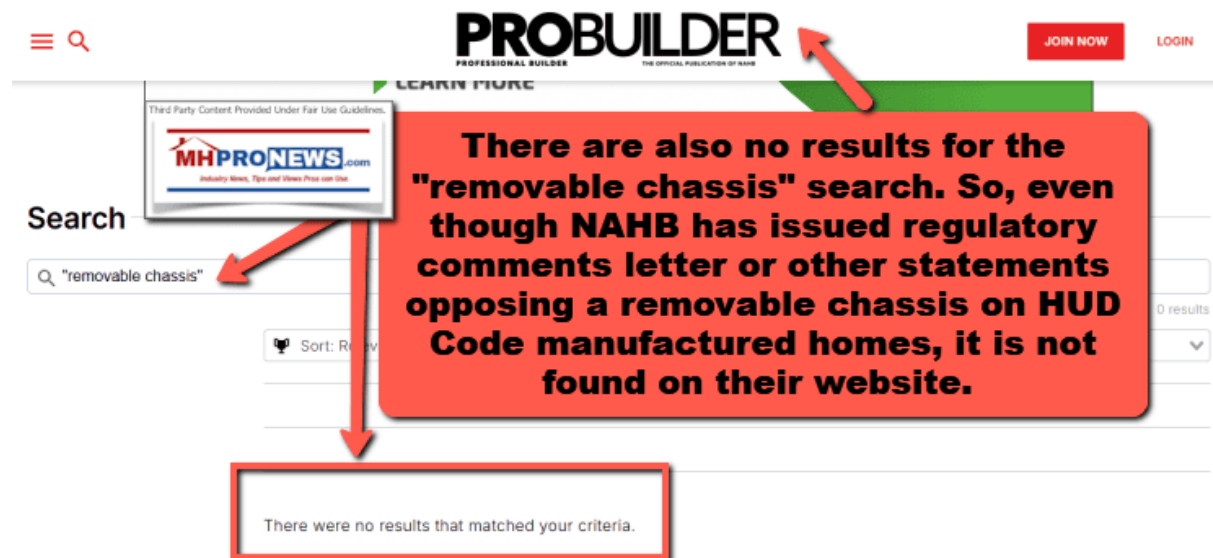 PROBUILDER
PROFESSIONAL BUILDER THE OFFICIAL PUBLICATION OF NAHB
JOIN NOW
LOGIN
LEARN MORE
Third Party Content Provided Under Fair Use Guidelines.
MHPRONEWS.com
Industry News, Tips and Views Pros can Use.
There are also no results for the
"removable chassis" search. So, even
though NAHB has issued regulatory
comments letter or other statements
opposing a removable chassis on HUD
Code manufactured homes, it is not
found on their website.
Search
"removable chassis"
0 results
Sort:
There were no results that matched your criteria.